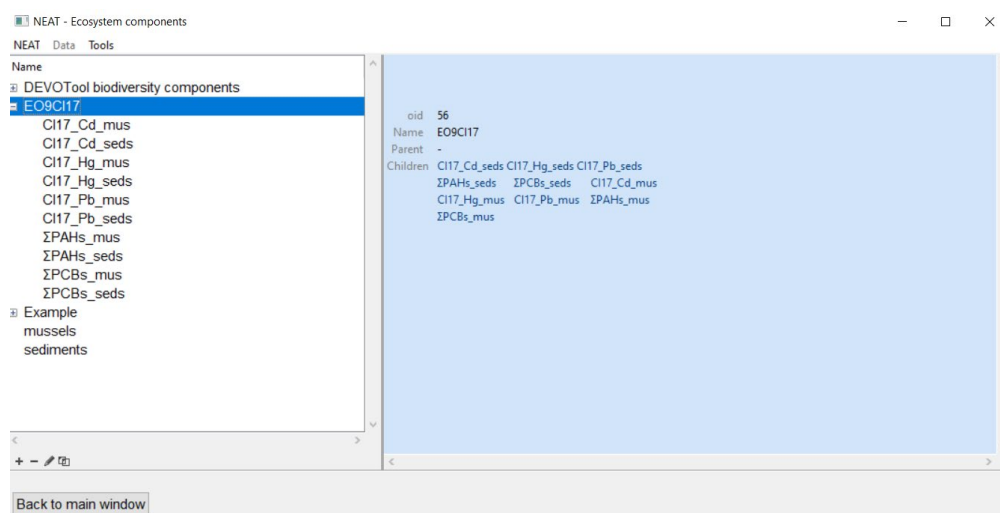 NEAT - Ecosystem components
NEAT Data Tools
Name
DEVOTool biodiversity components
EO9CI17
CI17_Cd_mus
CI17_Cd_seds
CI17_Hg_mus
CI17_Hg_seds
CI17_Pb_mus
CI17_Pb_seds
ΣPAHs_mus
ΣPAHs_seds
ΣPCBs_mus
ΣPCBs_seds
Example
mussels
sediments
oid 56
Name EO9CI17
Parent -
Children CI17_Cd_seds CI17_Hg_seds CI17_Pb_seds
ΣPAHs_seds ΣPCBs_seds CI17_Cd_mus
CI17_Hg_mus CI17_Pb_mus ΣPAHs_mus
ΣPCBs_mus
Back to main window